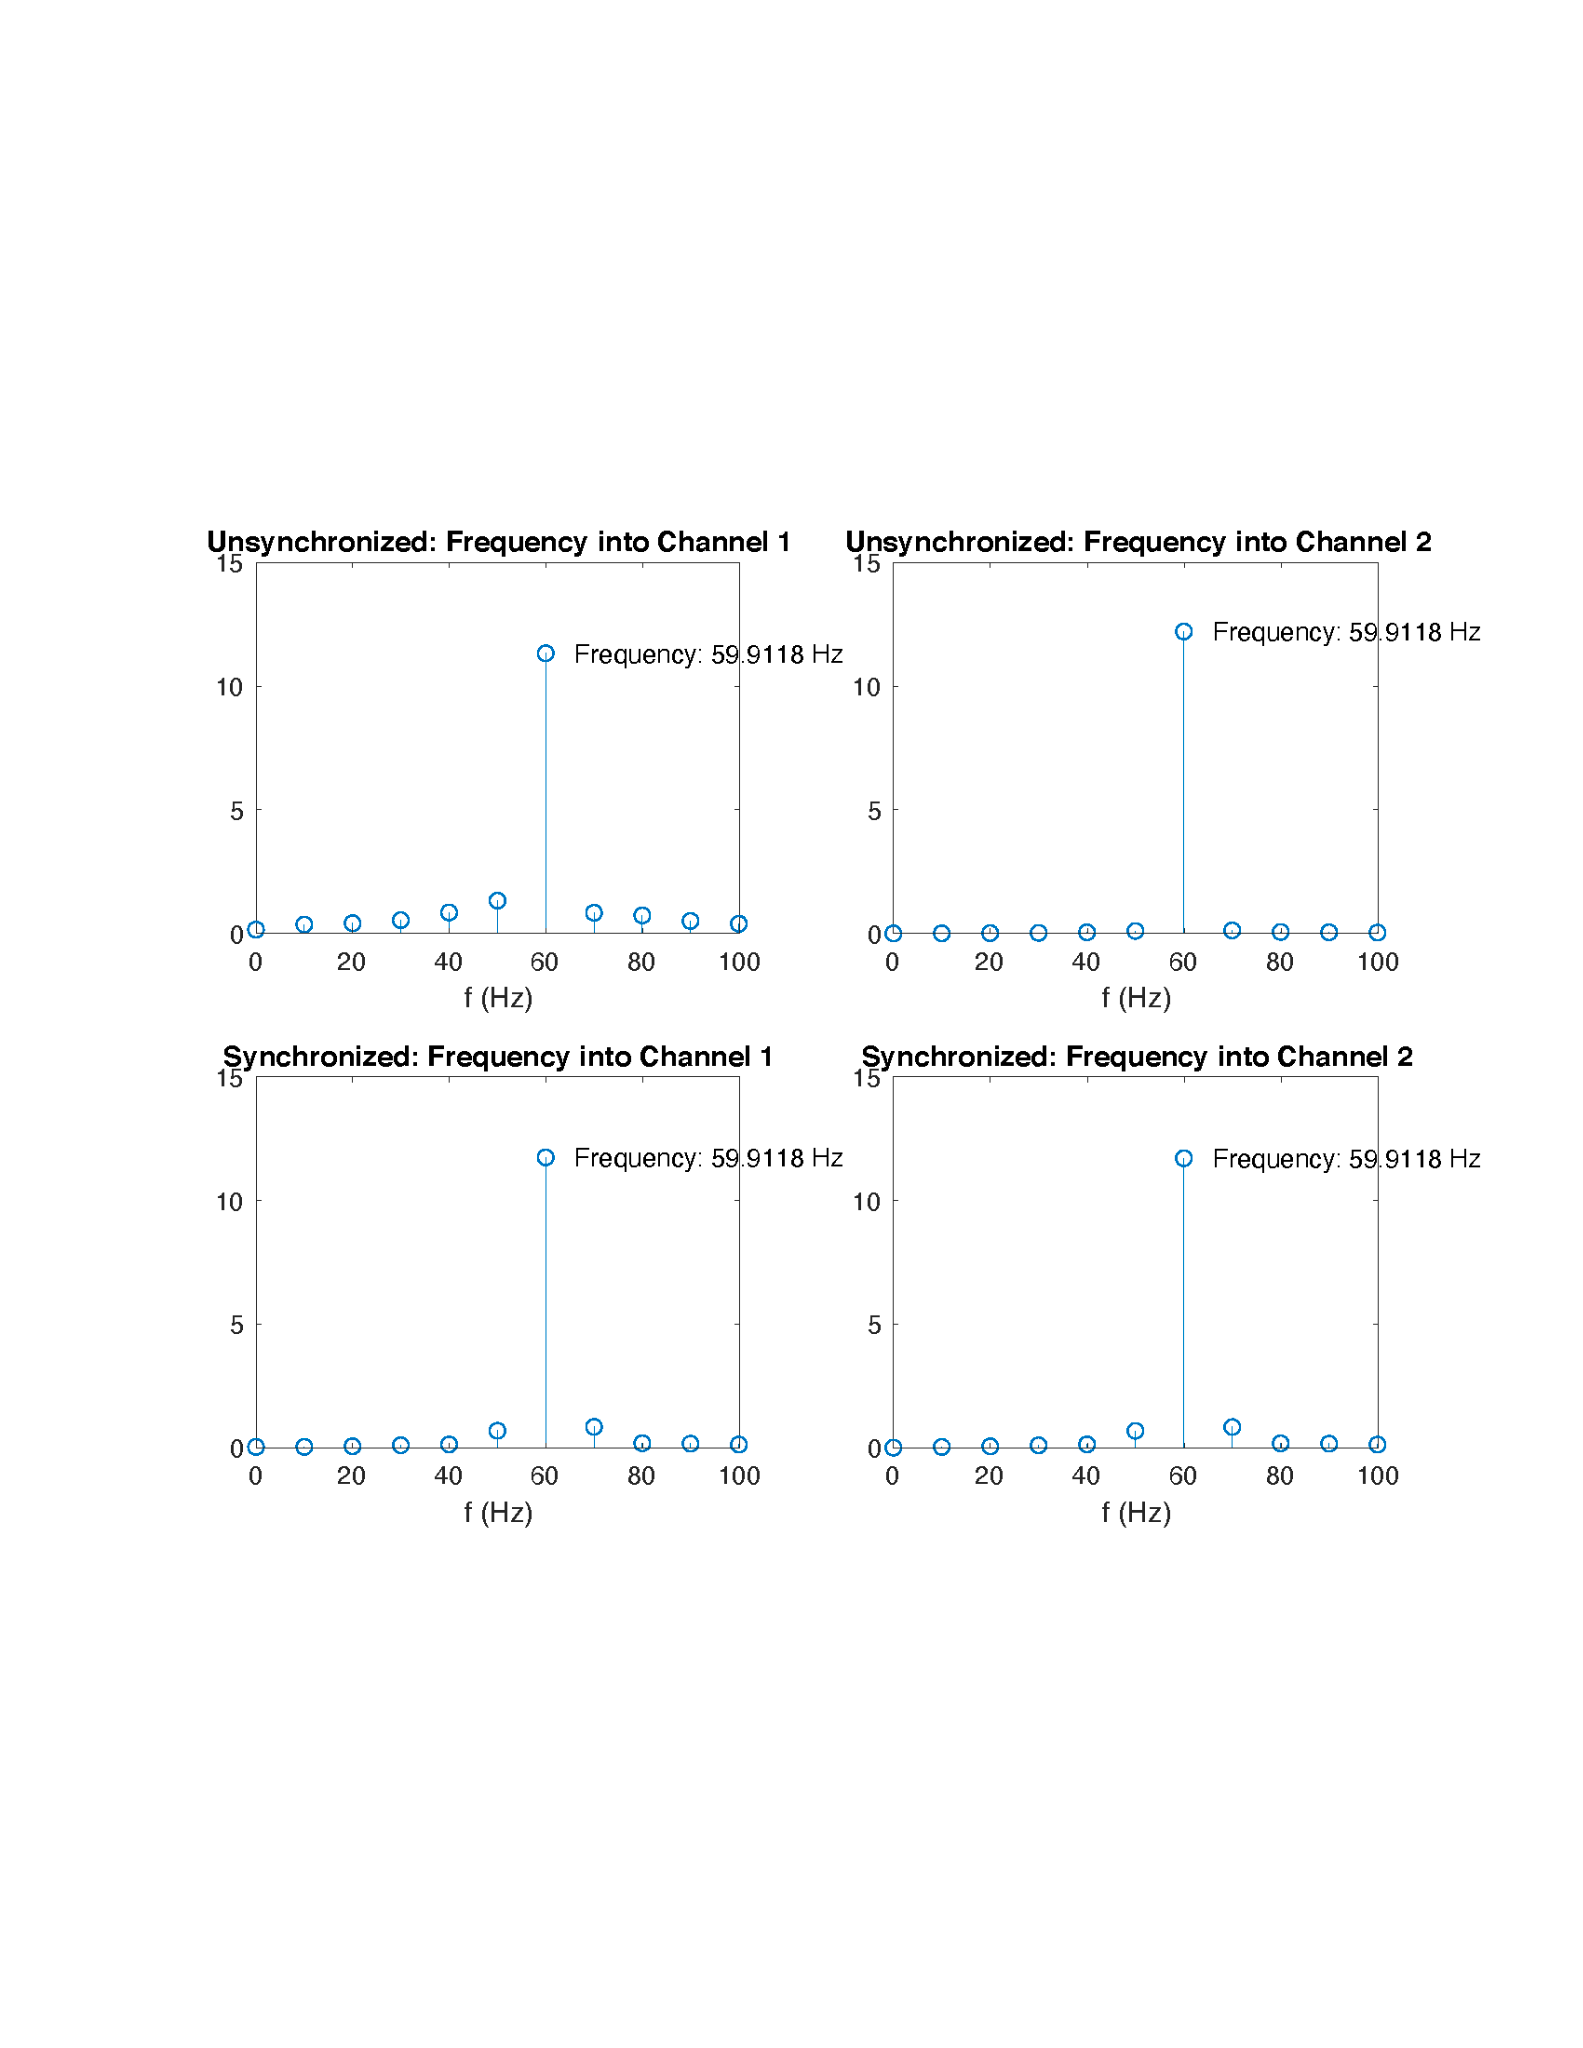 Unsynchronized: Frequency into Channel 1
15
10
5
0
Frequency: 59.9118 Hz
0 20 40 60 80 100
f (Hz)
Unsynchronized: Frequency into Channel 2
15
10
5
0
Frequency: 59.9118 Hz
0 20 40 60 80 100
f (Hz)
Synchronized: Frequency into Channel 1
15
10
5
0
Frequency: 59.9118 Hz
0 20 40 60 80 100
f (Hz)
Synchronized: Frequency into Channel 2
15
10
5
0
Frequency: 59.9118 Hz
0 20 40 60 80 100
f (Hz)